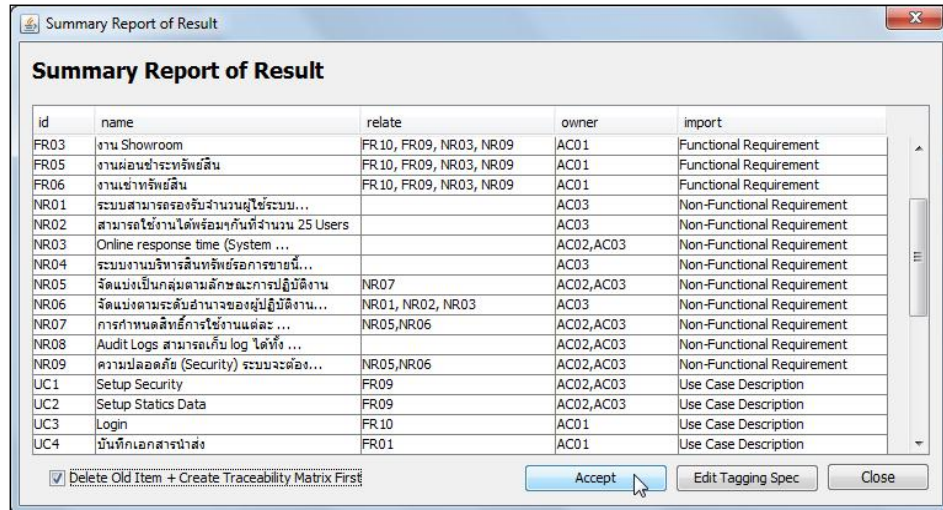 Summary Report of Result
Summary Report of Result
id name relate owner import
FR03 งาน Showroom FR10, FR09, NR03, NR09 AC01 Functional Requirement
FR05 งานผ่อนชำระทรัพย์สิน FR10, FR09, NR03, NR09 AC01 Functional Requirement
FR06 งานเช่าทรัพย์สิน FR10, FR09, NR03, NR09 AC01 Functional Requirement
NR01 ระบบสามารถรองรับจำนวนผู้ใช้ระบบ... AC03 Non-Functional Requirement
NR02 สามารถใช้งานได้พร้อมๆกันที่จำนวน 25 Users AC03 Non-Functional Requirement
NR03 Online response time (System ... AC02,AC03 Non-Functional Requirement
NR04 ระบบงานบริหารสินทรัพย์รอการขายนี้... AC03 Non-Functional Requirement
NR05 จัดแบ่งเป็นกลุ่มตามลักษณะการปฏิบัติงาน NR07 AC02,AC03 Non-Functional Requirement
NR06 จัดแบ่งตามระดับอำนาจของผู้ปฏิบัติงาน... NR01, NR02, NR03 AC03 Non-Functional Requirement
NR07 การกำหนดสิทธิ์การใช้งานแต่ละ ... NR05,NR06 AC02,AC03 Non-Functional Requirement
NR08 Audit Logs สามารถเก็บ log ได้ทั้ง ... AC02,AC03 Non-Functional Requirement
NR09 ความปลอดภัย (Security) ระบบจะต้อง... NR05,NR06 AC02,AC03 Non-Functional Requirement
UC1 Setup Security FR09 AC02,AC03 Use Case Description
UC2 Setup Statics Data FR09 AC02,AC03 Use Case Description
UC3 Login FR10 AC01 Use Case Description
UC4 บันทึกเอกสารนำส่ง FR01 AC01 Use Case Description
Delete Old Item + Create Traceability Matrix First Accept Edit Tagging Spec Close